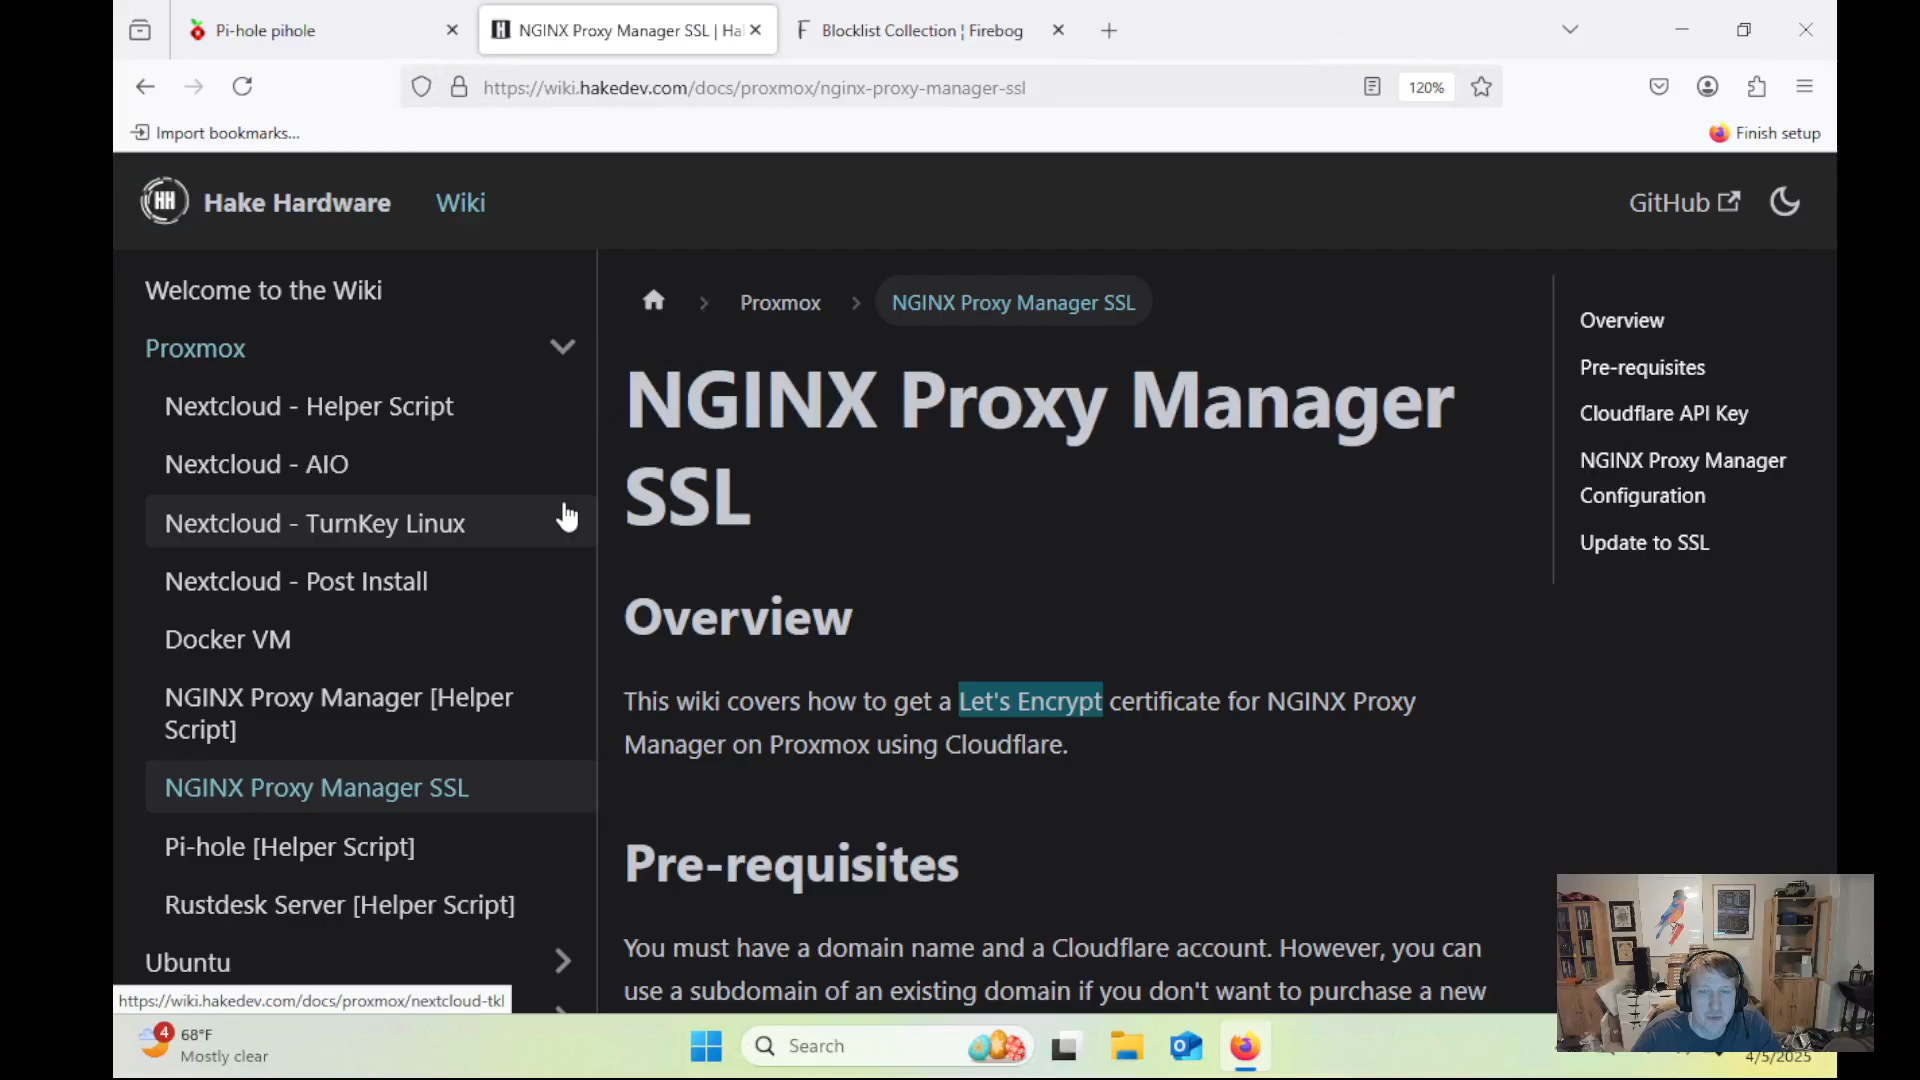 Pi-hole pihole
NGINX Proxy Manager SSL | Ha
Blocklist Collection ¦ Firebog
https://wiki.hakedev.com/docs/proxmox/nginx-proxy-manager-ssl
120%
Import bookmarks...
Finish setup
HH
Hake Hardware
Wiki
GitHub
Welcome to the Wiki
Proxmox
Nextcloud - Helper Script
Nextcloud - AIO
Nextcloud - TurnKey Linux
Nextcloud - Post Install
Docker VM
NGINX Proxy Manager [Helper
Script]
NGINX Proxy Manager SSL
Pi-hole [Helper Script]
Rustdesk Server [Helper Script]
Ubuntu
https://wiki.hakedev.com/docs/proxmox/nextcloud-tkl
Proxmox
NGINX Proxy Manager SSL
NGINX Proxy Manager
SSL
Overview
This wiki covers how to get a Let's Encrypt certificate for NGINX Proxy
Manager on Proxmox using Cloudflare.
Pre-requisites
You must have a domain name and a Cloudflare account. However, you can
use a subdomain of an existing domain if you don't want to purchase a new
Overview
Pre-requisites
Cloudflare API Key
NGINX Proxy Manager
Configuration
Update to SSL
4
68°F
Mostly clear
Search
4/5/2025